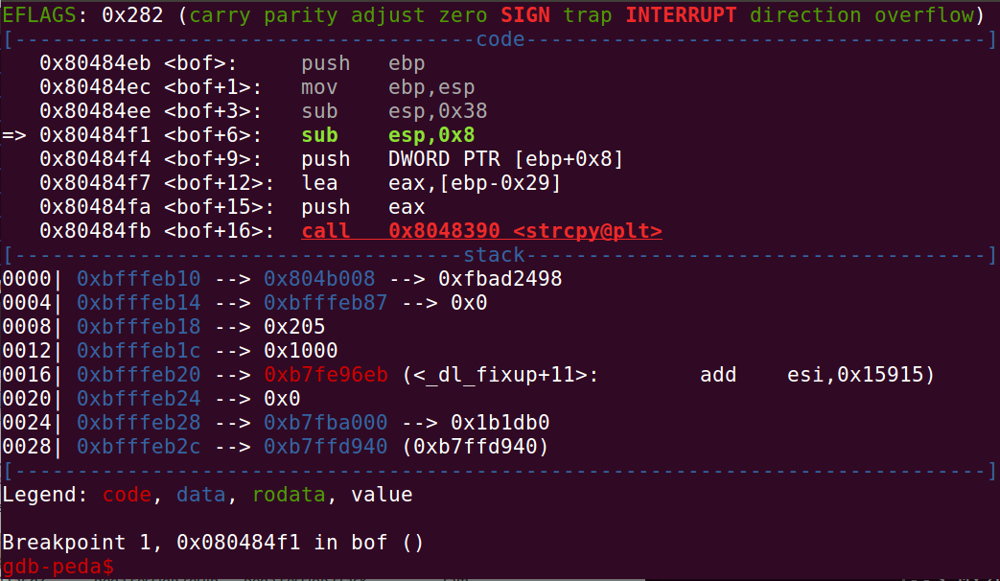 EFLAGS: 0x282 (carry parity adjust zero SIGN trap INTERRUPT direction overflow)
[-------------------------------------code-------------------------------------]
   0x80484eb <bof>:     push   ebp
   0x80484ec <bof+1>:   mov    ebp,esp
   0x80484ee <bof+3>:   sub    esp,0x38
=> 0x80484f1 <bof+6>:   sub    esp,0x8
   0x80484f4 <bof+9>:   push   DWORD PTR [ebp+0x8]
   0x80484f7 <bof+12>:  lea    eax,[ebp-0x29]
   0x80484fa <bof+15>:  push   eax
   0x80484fb <bof+16>:  call   0x8048390 <strcpy@plt>
[------------------------------------stack-------------------------------------]
0000| 0xbfffeb10 --> 0x804b008 --> 0xfbad2498
0004| 0xbfffeb14 --> 0xbfffeb87 --> 0x0
0008| 0xbfffeb18 --> 0x205
0012| 0xbfffeb1c --> 0x1000
0016| 0xbfffeb20 --> 0xb7fe96eb (<_dl_fixup+11>:        add    esi,0x15915)
0020| 0xbfffeb24 --> 0x0
0024| 0xbfffeb28 --> 0xb7fba000 --> 0x1b1db0
0028| 0xbfffeb2c --> 0xb7ffd940 (0xb7ffd940)
[------------------------------------------------------------------------------]
Legend: code, data, rodata, value

Breakpoint 1, 0x080484f1 in bof ()
gdb-peda$